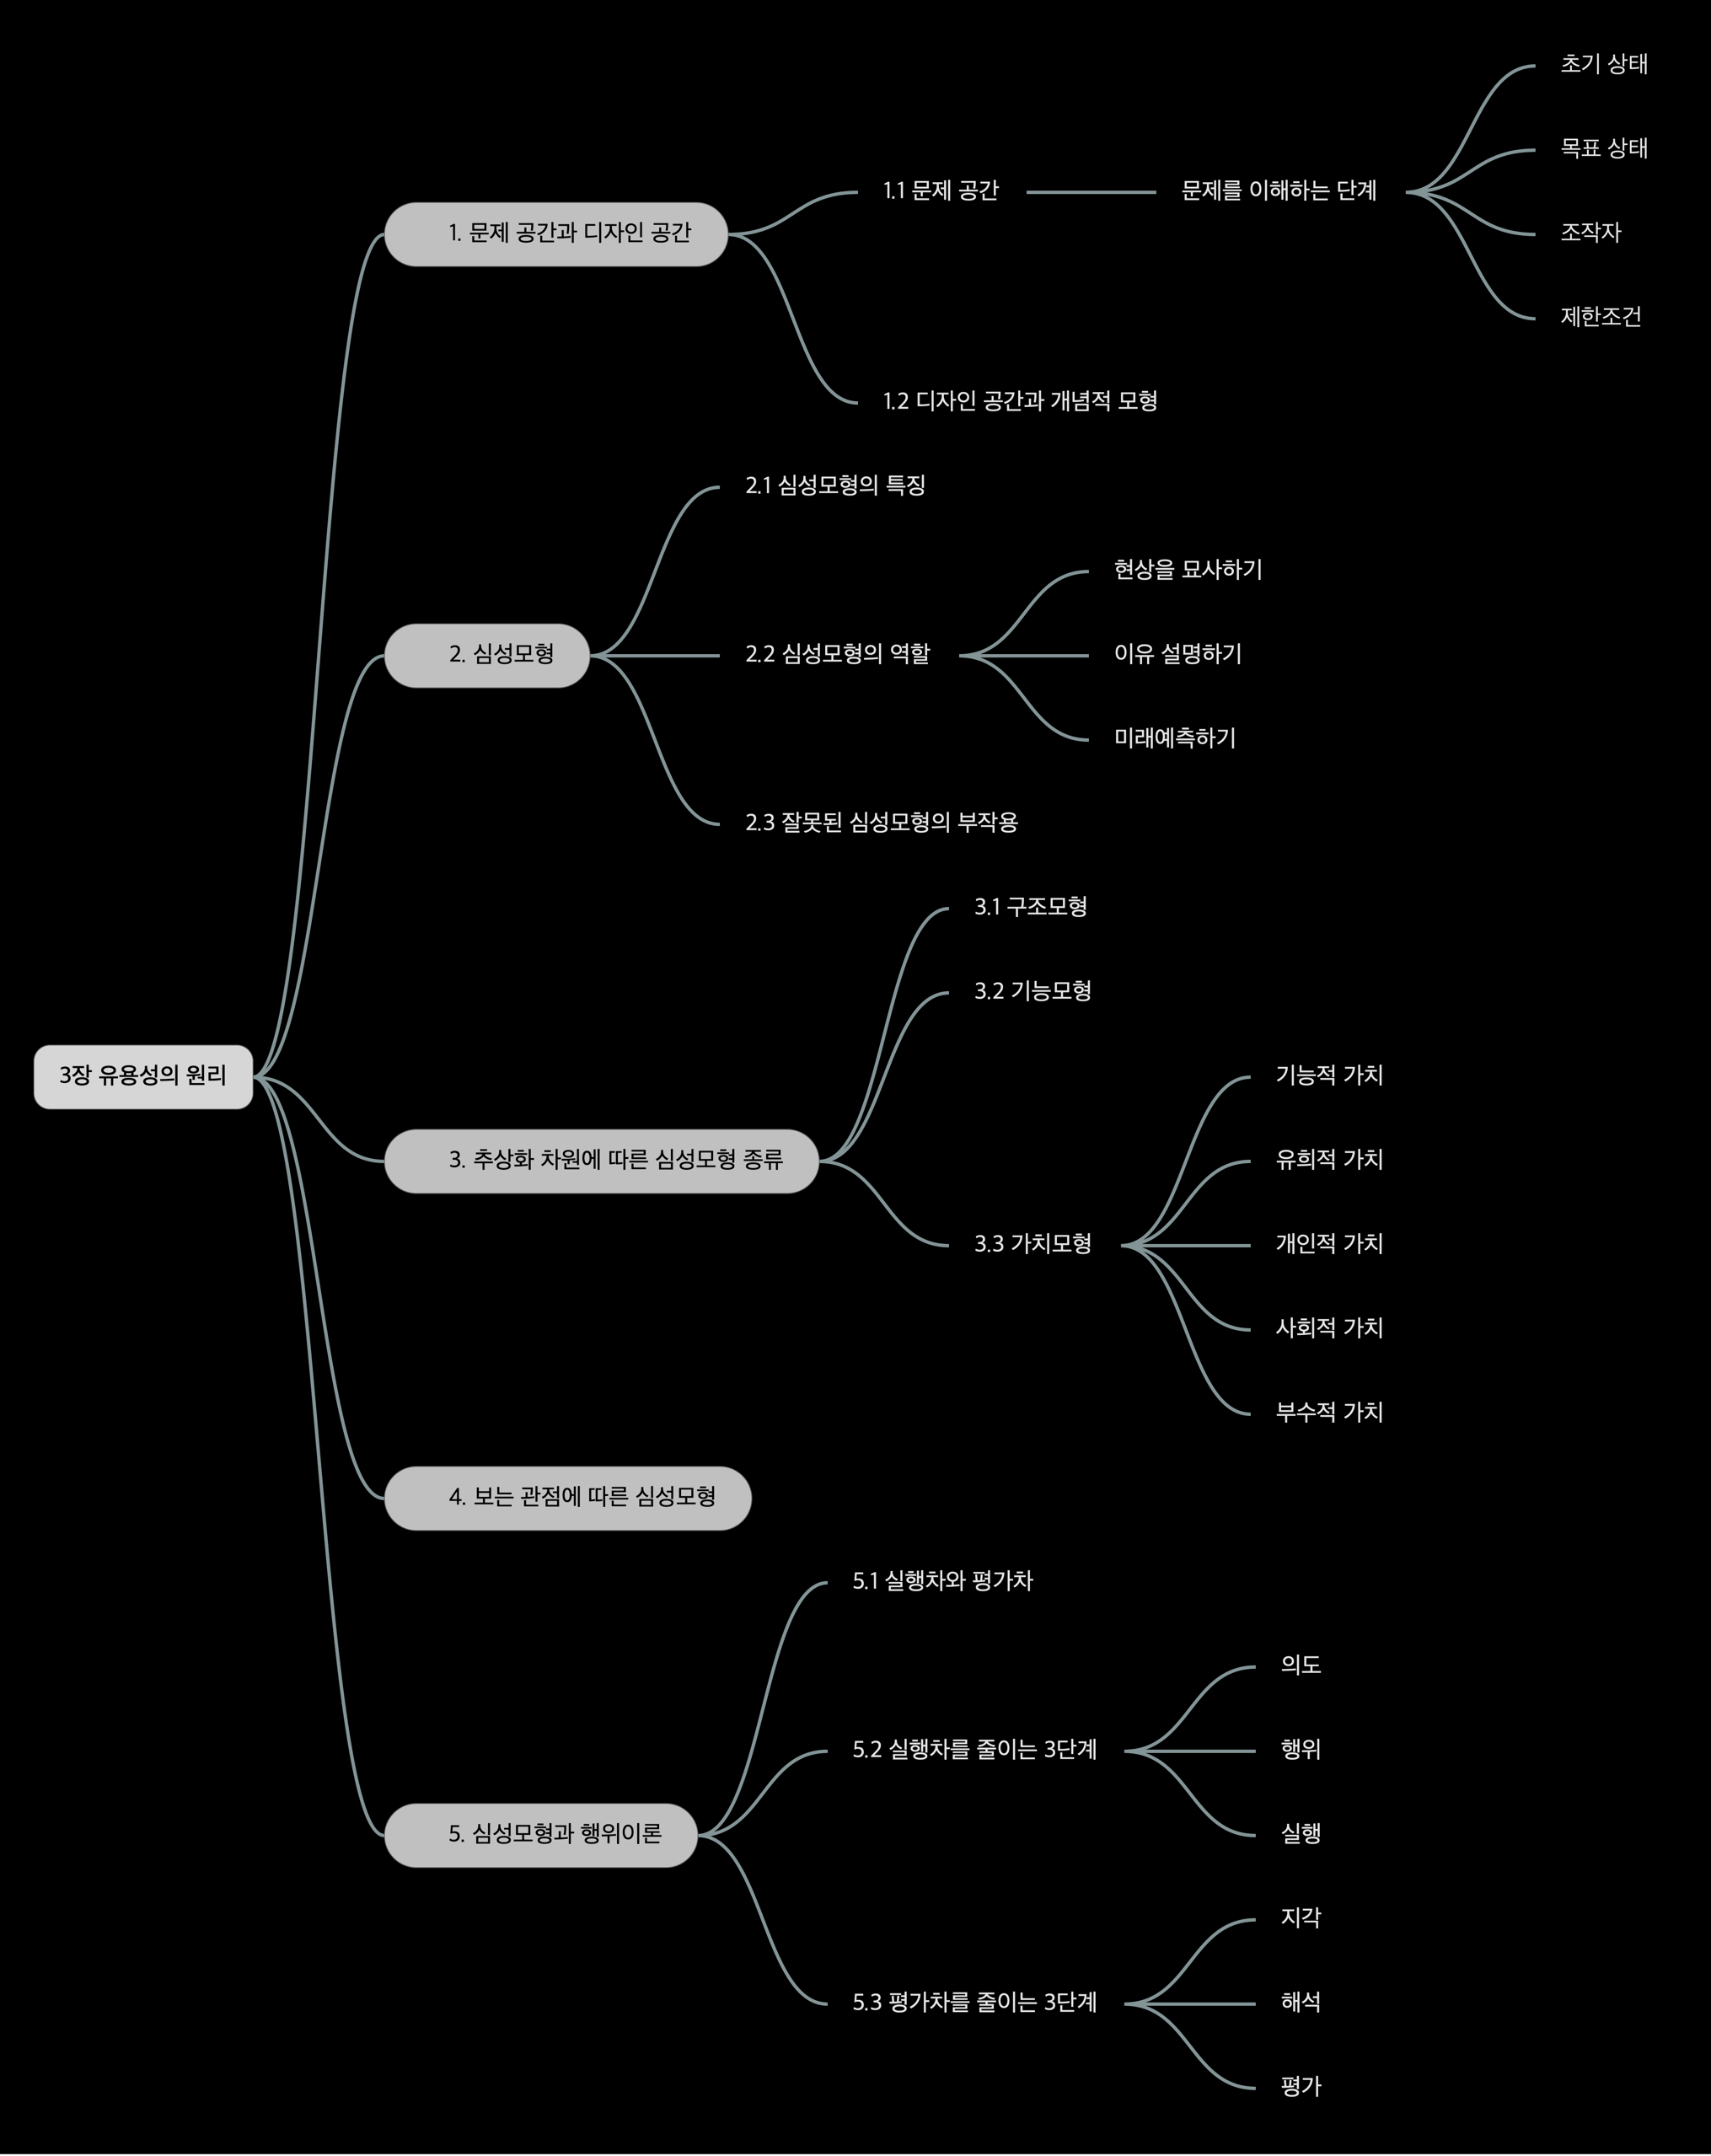 3장 유용성의 원리
1. 문제 공간과 디자인 공간
1.1 문제 공간
문제를 이해하는 단계
초기 상태
목표 상태
조작자
제한조건
1.2 디자인 공간과 개념적 모형
2. 심성모형
2.1 심성모형의 특징
2.2 심성모형의 역할
현상을 묘사하기
이유 설명하기
미래예측하기
2.3 잘못된 심성모형의 부작용
3. 추상화 차원에 따른 심성모형 종류
3.1 구조모형
3.2 기능모형
3.3 가치모형
기능적 가치
유희적 가치
개인적 가치
사회적 가치
부수적 가치
4. 보는 관점에 따른 심성모형
5. 심성모형과 행위이론
5.1 실행차와 평가차
5.2 실행차를 줄이는 3단계
의도
행위
실행
5.3 평가차를 줄이는 3단계
지각
해석
평가